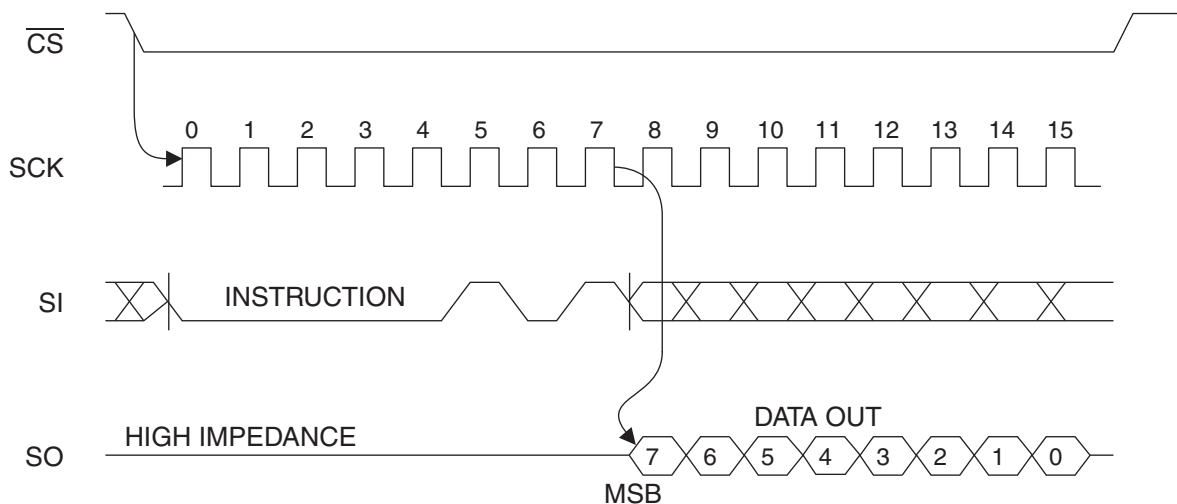 CS
0 1 2 3 4 5 6 7 8 9 10 11 12 13 14 15
SCK
SI
INSTRUCTION
DATA OUT
HIGH IMPEDANCE
SO
7 6 5 4 3 2 1 0
MSB